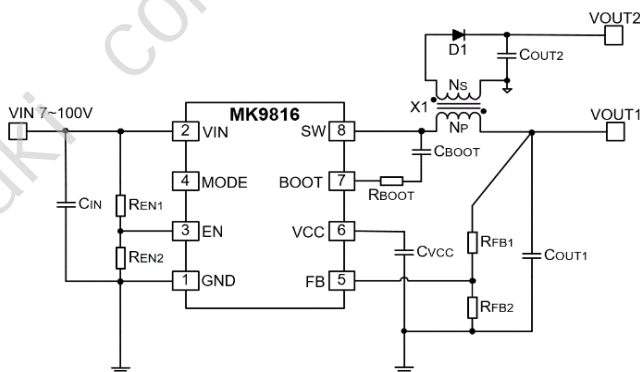 VOUT2
D1
COUT2
NS
X1
VIN 7~100V
MK9816
NP
VOUT1
2 VIN
SW 8
CBOOT
4 MODE
BOOT 7
RBOOT
CIN
REN1
3 EN
VCC 6
CVCC
RFB1
COUT1
REN2
1 GND
FB 5
RFB2